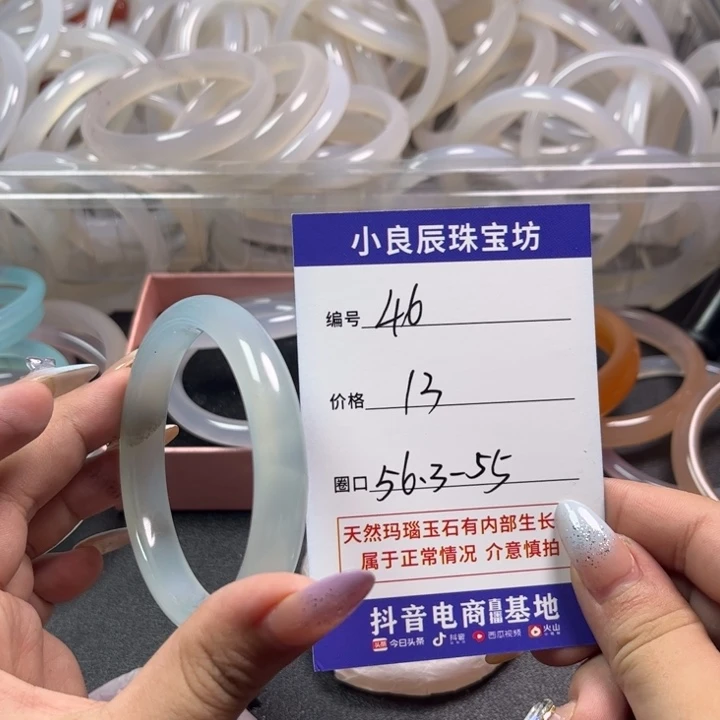 小良辰珠宝坊
编号 46
价格 13
圈口 56.3-55
天然玛瑙玉石有内部生长
属于正常情况 介意慎拍
抖音电商直播基地
头条 今日头条 抖音 西瓜视频 火山